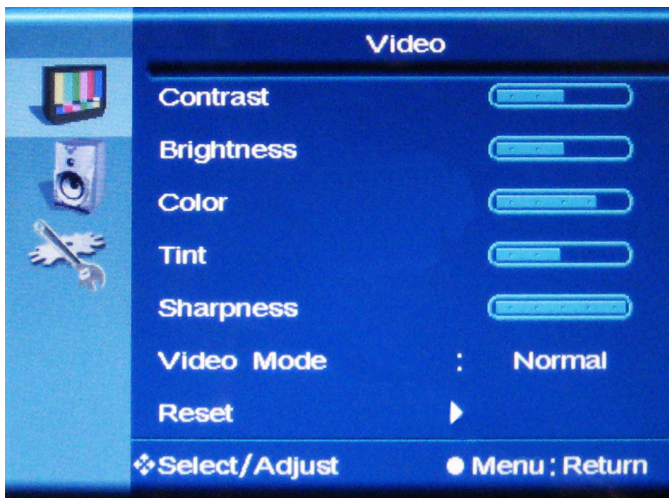 Video
Contrast
Brightness
Color
Tint
Sharpness
Video Mode : Normal
Reset
Select/Adjust Menu : Return